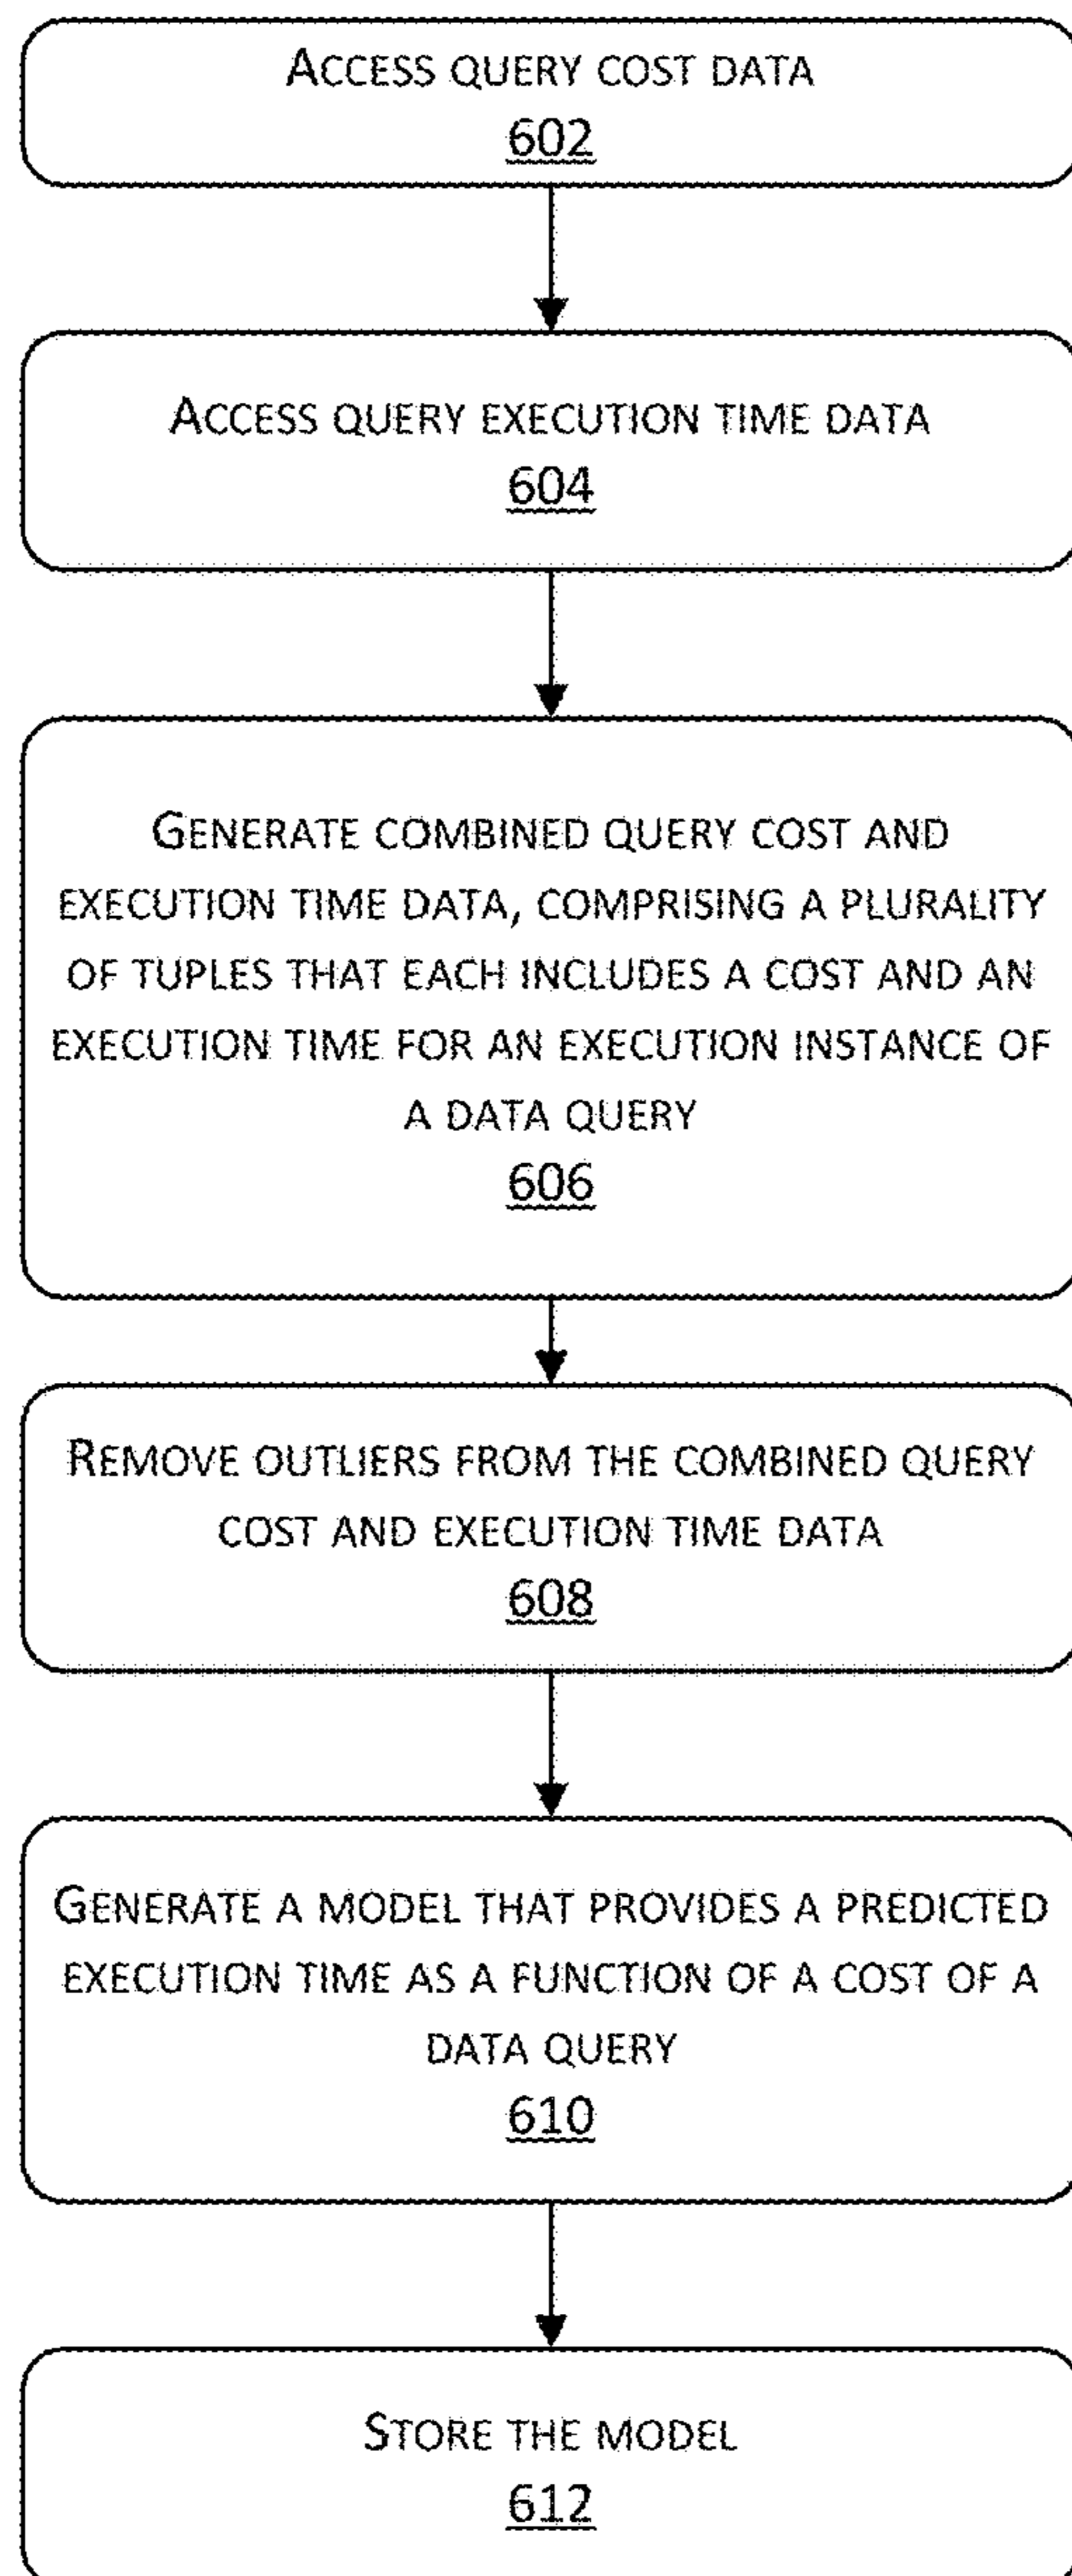 ACCESS QUERY COST DATA
602
ACCESS QUERY EXECUTION TIME DATA
604
GENERATE COMBINED QUERY COST AND
EXECUTION TIME DATA, COMPRISING A PLURALITY
OF TUPLES THAT EACH INCLUDES A COST AND AN
EXECUTION TIME FOR AN EXECUTION INSTANCE OF
A DATA QUERY
606
REMOVE OUTLIERS FROM THE COMBINED QUERY
COST AND EXECUTION TIME DATA
608
GENERATE A MODEL THAT PROVIDES A PREDICTED
EXECUTION TIME AS A FUNCTION OF A COST OF A
DATA QUERY
610
STORE THE MODEL
612